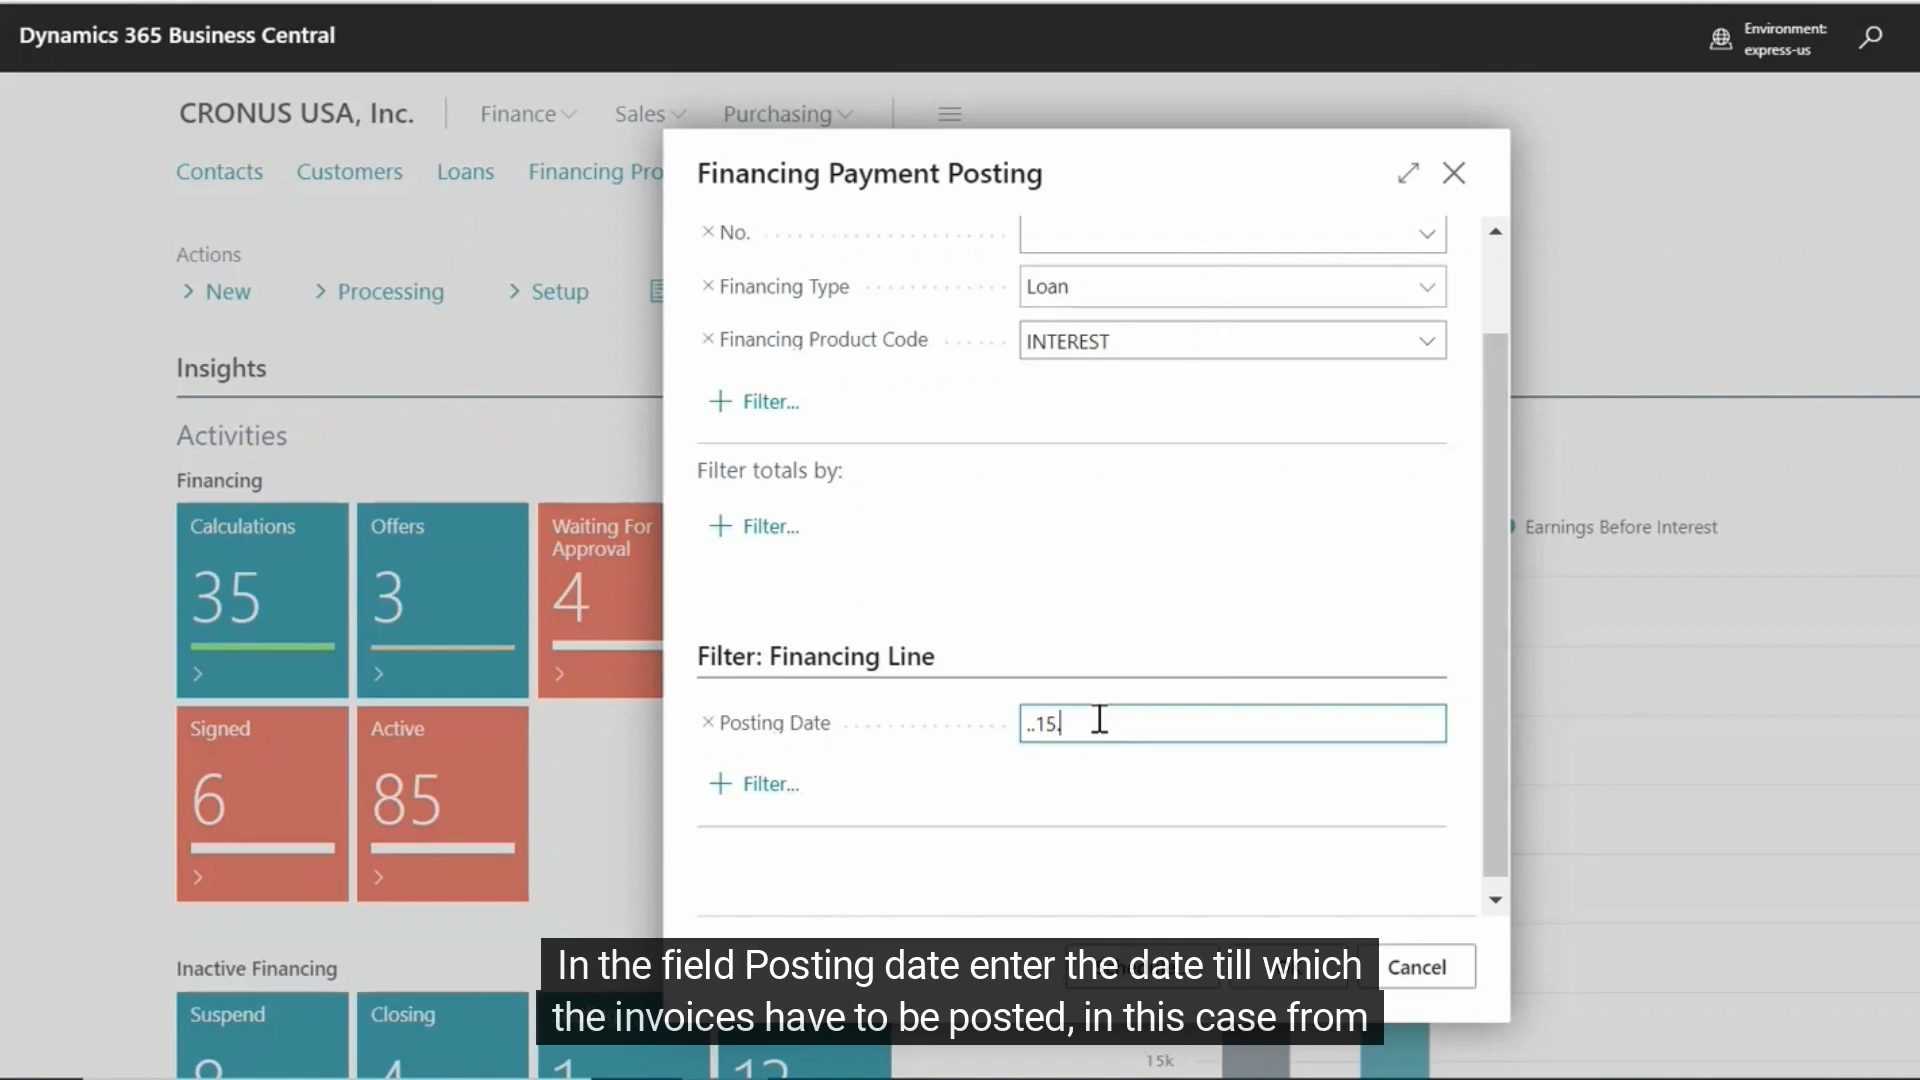 Dynamics 365 Business Central
Environment:
express-us
CRONUS USA, Inc.
Finance
Sales
Purchasing
Contacts
Customers
Loans
Financing Pro
Actions
New
Processing
Setup
Insights
Activities
Financing
Calculations
35
Offers
3
Waiting For
Approval
4
Signed
6
Active
85
Inactive Financing
Suspend
Closing
Financing Payment Posting
No.
Financing Type
Loan
Financing Product Code
INTEREST
Filter...
Filter totals by:
Filter...
Filter: Financing Line
Posting Date
..15.
Filter...
Cancel
Earnings Before Interest
15k
In the field Posting date enter the date till which
the invoices have to be posted, in this case from